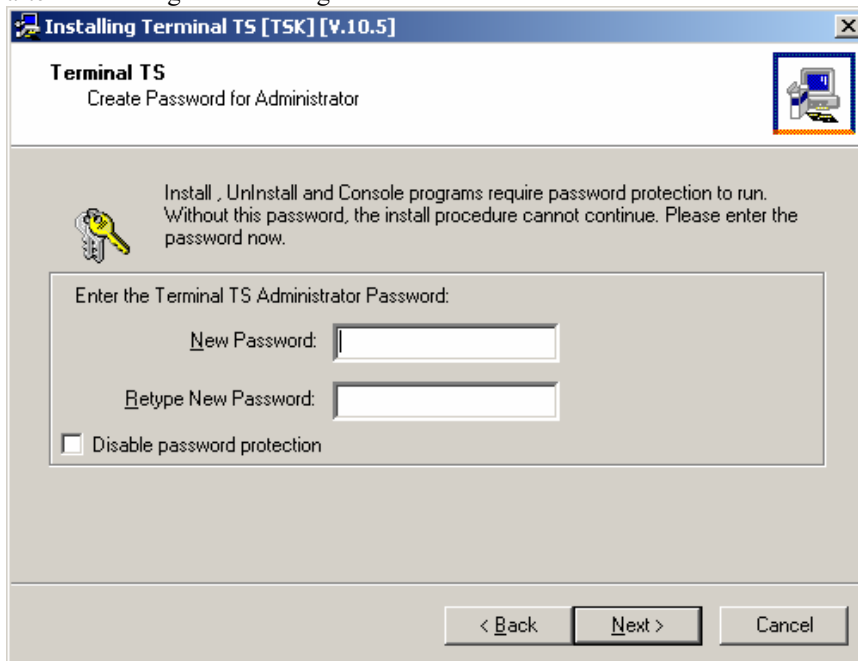 Installing Terminal TS [TSK] [V.10.5]
Terminal TS
Create Password for Administrator
Install , UnInstall and Console programs require password protection to run.
Without this password, the install procedure cannot continue. Please enter the
password now.
Enter the Terminal TS Administrator Password:
New Password:
Retype New Password:
Disable password protection
< Back Next > Cancel